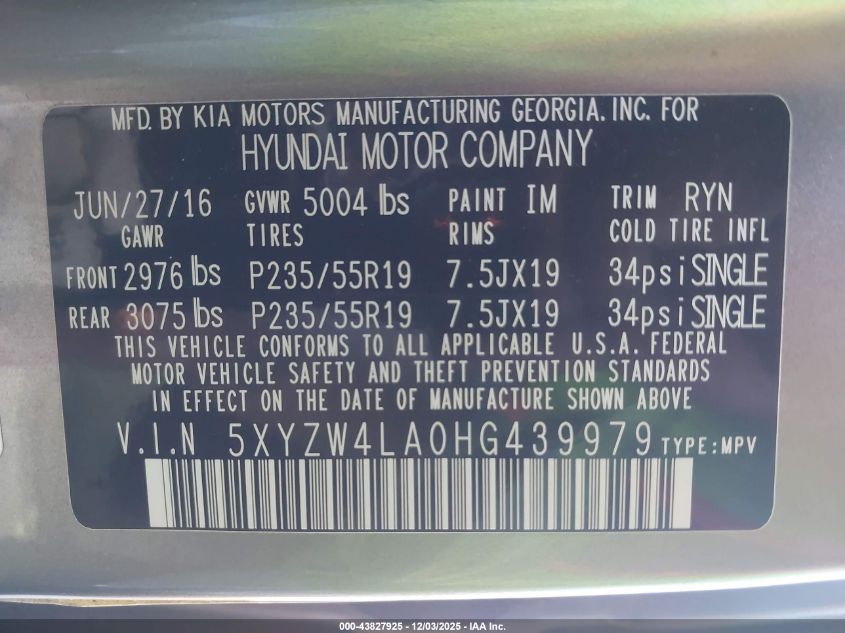 MFD. BY KIA MOTORS MANUFACTURING GEORGIA. INC. FOR
HYUNDAI MOTOR COMPANY
JUN/27/16 GVWR 5004 lbs PAINT IM TRIM RYN
GAWR TIRES RIMS COLD TIRE INFL
FRONT 2976 lbs P235/55R19 7.5JX19 34psi SINGLE
REAR 3075 lbs P235/55R19 7.5JX19 34psi SINGLE
THIS VEHICLE CONFORMS TO ALL APPLICABLE U.S.A. FEDERAL
MOTOR VEHICLE SAFETY AND THEFT PREVENTION STANDARDS
IN EFFECT ON THE DATE OF MANUFACTURE SHOWN ABOVE
V.I.N 5XYZW4LA0HG439979 TYPE:MPV
000-43827925 - 12/03/2025 - IAA Inc.